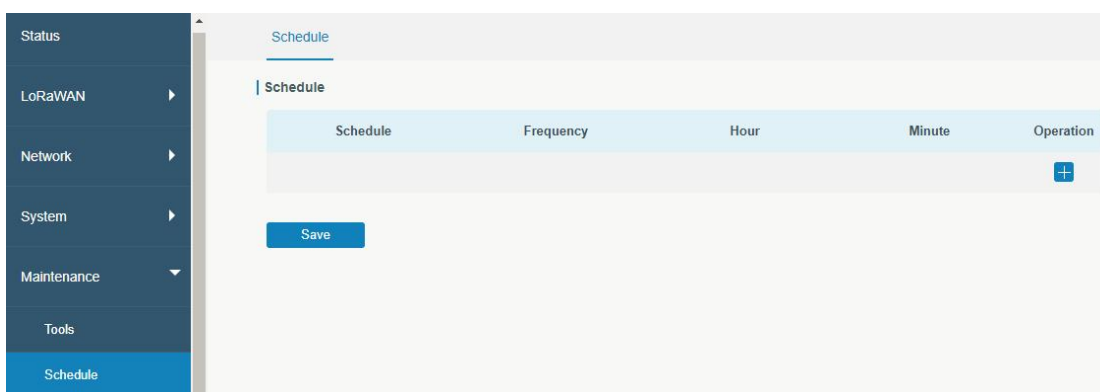 Status
LoRaWAN
Network
System
Maintenance
Tools
Schedule
Schedule
Schedule
Schedule Frequency Hour Minute Operation
Save